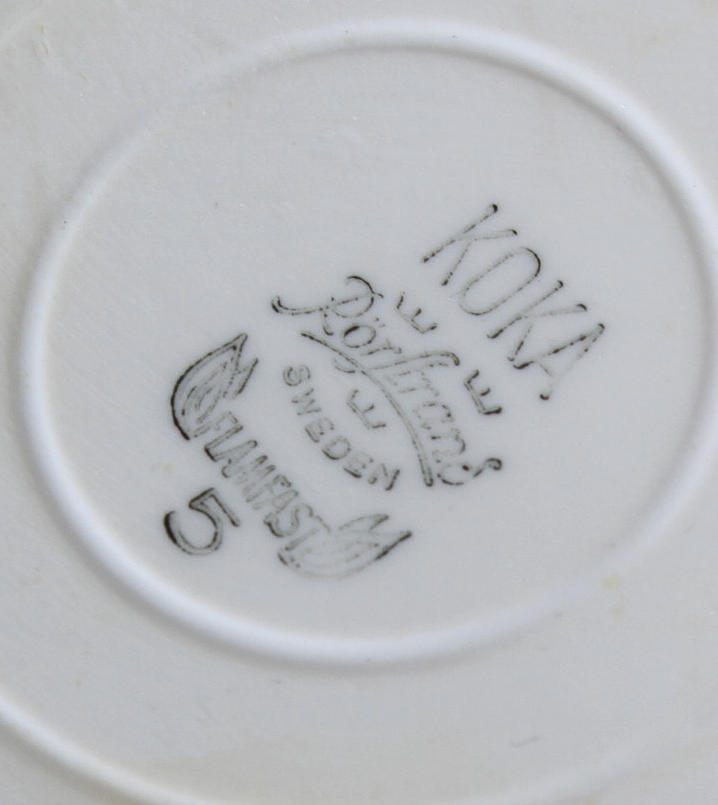 KOKA
Rörstrand
SWEDEN
FLAMFAST
5